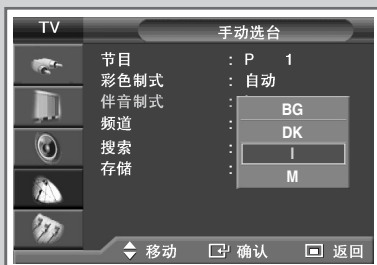 TV
手动选台
节目 : P 1
彩色制式 : 自动
伴音制式 :
频道 :
搜索 :
存储 :
BG
DK
I
M
移动 确认 返回